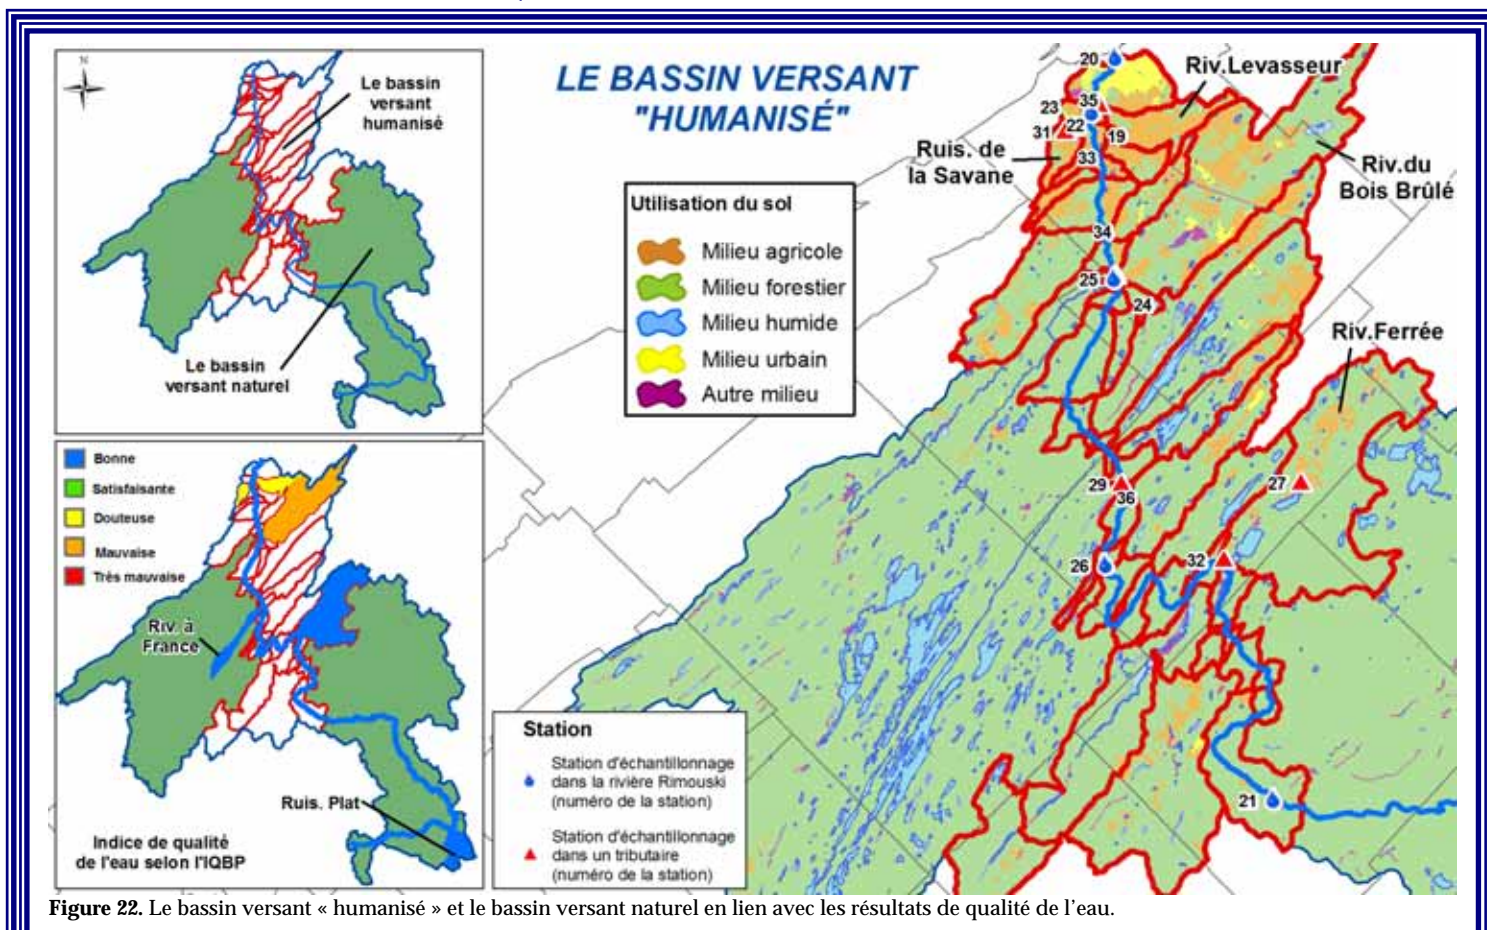 N
Le bassin
versant
humanisé
Le bassin
versant naturel
LE BASSIN VERSANT
"HUMANISÉ"
Utilisation du sol
Milieu agricole
Milieu forestier
Milieu humide
Milieu urbain
Autre milieu
20
Riv.Levasseur
35
23
22
31
19
33
Ruis. de
la Savane
Riv.du
Bois Brûlé
34
25
24
Riv.Ferrée
29
36
27
26
32
21
Bonne
Satisfaisante
Douteuse
Mauvaise
Très mauvaise
Riv. à
France
Ruis. Plat
Indice de qualité
de l'eau selon l'IQBP
Station
Station d'échantillonnage
dans la rivière Rimouski
(numéro de la station)
Station d'échantillonnage
dans un tributaire
(numéro de la station)
Figure 22. Le bassin versant « humanisé » et le bassin versant naturel en lien avec les résultats de qualité de l'eau.